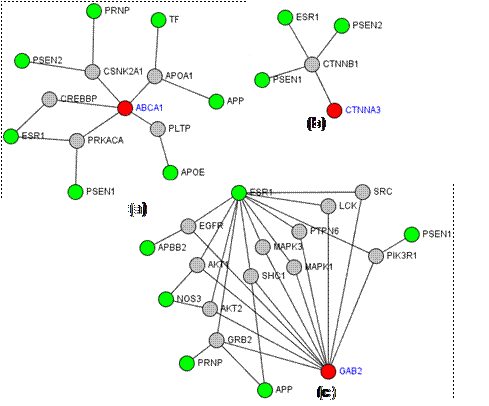 PRNP
TF
PSEN2
CSNK2A1
APOA1
CREBBP
ABCA1
APP
ESR1
PRKACA
PLTP
APOE
PSEN1
(a)
ESR1
PSEN2
CTNNB1
PSEN1
CTNNA3
(b)
ESR1
SRC
LCK
EGFR
PTPN6
PSEN1
APBB2
MAPK3
PIK3R1
AKT1
SHC1
MAPK1
NOS3
AKT2
GRB2
PRNP
GAB2
APP
(c)